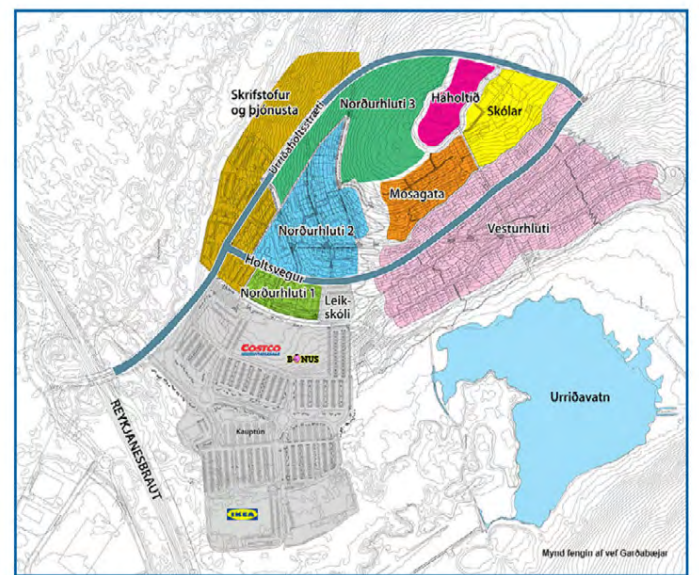 Skrifstofur
og þjónusta
Urriðaholtsstræti
Norðurhluti 3
Háholtið
Skólar
Mosagata
Vesturhluti
Norðurhluti 2
Holtsvegur
Norðurhluti 1
Leik-
skóli
COSTCO
BÓNUS
Urriðavatn
REYKJANESBRAUT
Kauptún
IKEA
Mynd fengin af vef Garðabæjar